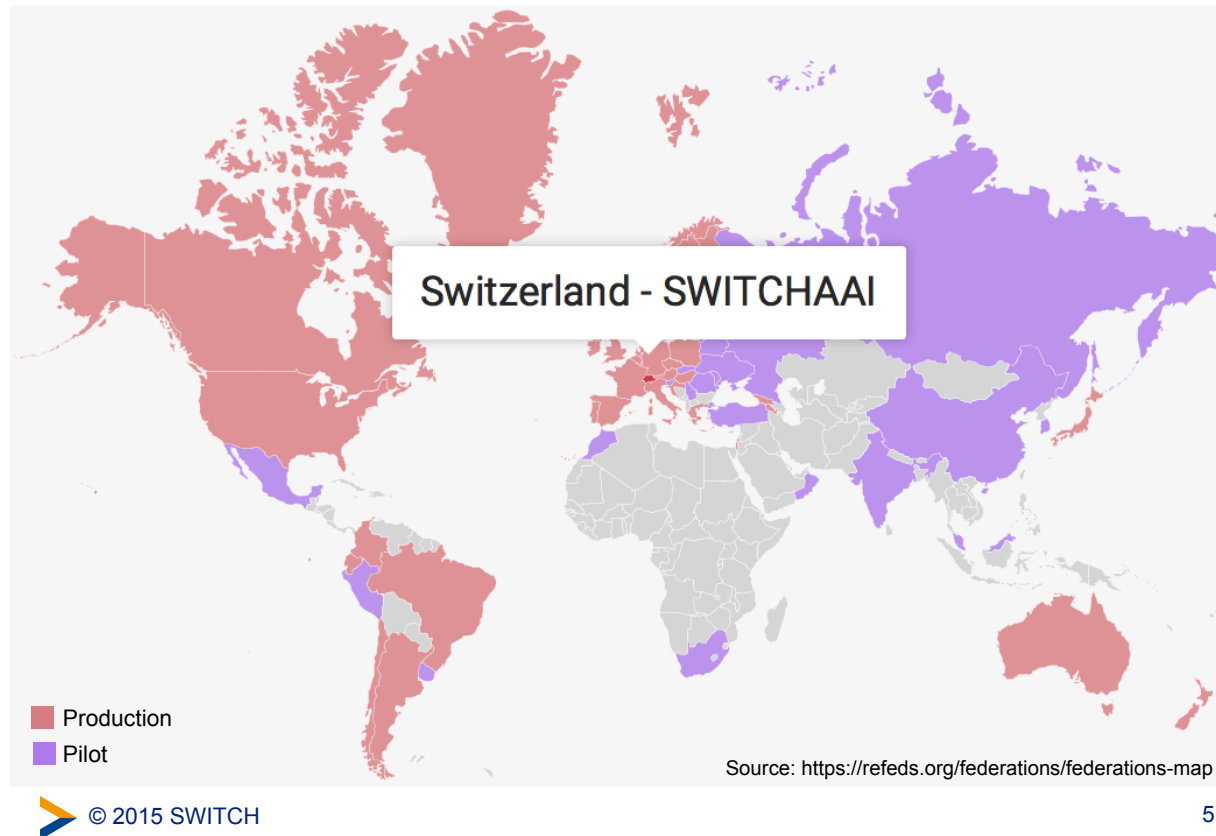 Switzerland - SWITCHAAI
Production
Pilot
Source: https://refeds.org/federations/federations-map
© 2015 SWITCH
5